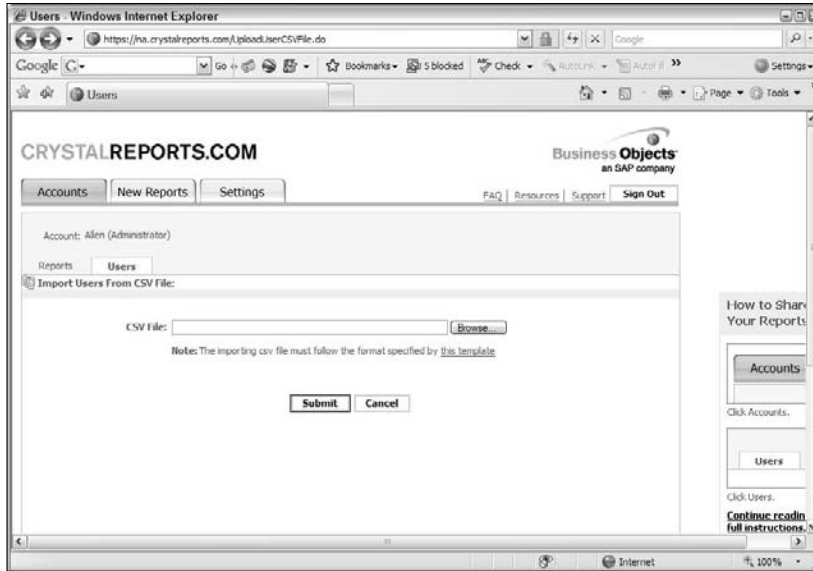 Users - Windows Internet Explorer
https://na.crystalreports.com/UploadUserCSVFile.do
Google
Google G
Go
Bookmarks
5 blocked
Check
AutoLink
AutoFill
Settings
Users
Page
Tools
CRYSTALREPORTS.COM
Business Objects
an SAP company
Accounts
New Reports
Settings
FAQ | Resources | Support
Sign Out
Account: Allen (Administrator)
Reports
Users
Import Users From CSV File:
CSV File:
Browse...
Note: The importing csv file must follow the format specified by this template
Submit
Cancel
How to Share
Your Reports
Accounts
Click Accounts.
Users
Click Users.
Continue readin
full instructions.
Internet
100%